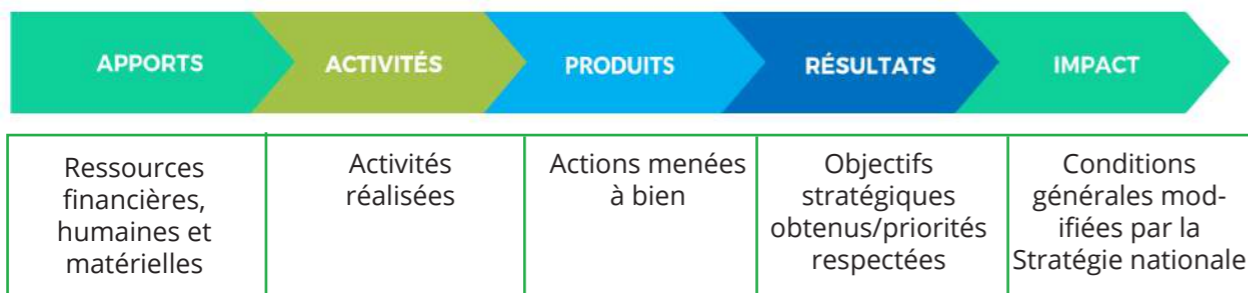 APPORTS
ACTIVITÉS
PRODUITS
RÉSULTATS
IMPACT
Ressources
financières,
humaines et
matérielles
Activités
réalisées
Actions menées
à bien
Objectifs
stratégiques
obtenus/priorités
respectées
Conditions
générales mod-
ifiées par la
Stratégie nationale